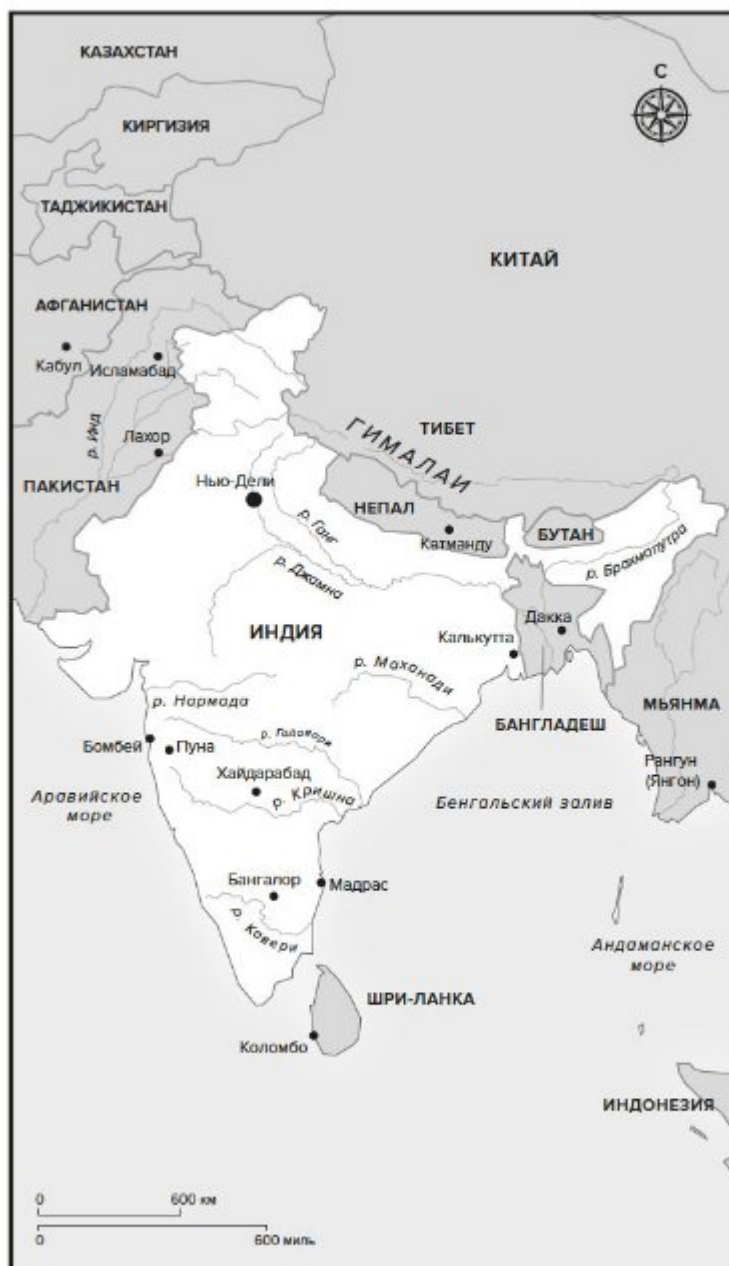 КАЗАХСТАН
С
КИРГИЗИЯ
ТАДЖИКИСТАН
КИТАЙ
АФГАНИСТАН
Кабул
Исламабад
р. Инд
Лахор
ТИБЕТ
ГИМАЛАИ
ПАКИСТАН
Нью-Дели
НЕПАЛ
р. Ганг
Катманду
БУТАН
р. Брахмапутра
р. Джамна
ИНДИЯ
Дакка
Калькутта
р. Маханади
р. Нармада
БАНГЛАДЕШ
МЬЯНМА
р. Годавари
Бомбей
Пуна
Хайдарабад
р. Кришна
Рангун
(Янгон)
Аравийское
море
Бенгальский залив
Бангалор
Мадрас
р. Кавери
Андаманское
море
ШРИ-ЛАНКА
Коломбо
ИНДОНЕЗИЯ
0 600 км
0 600 миль